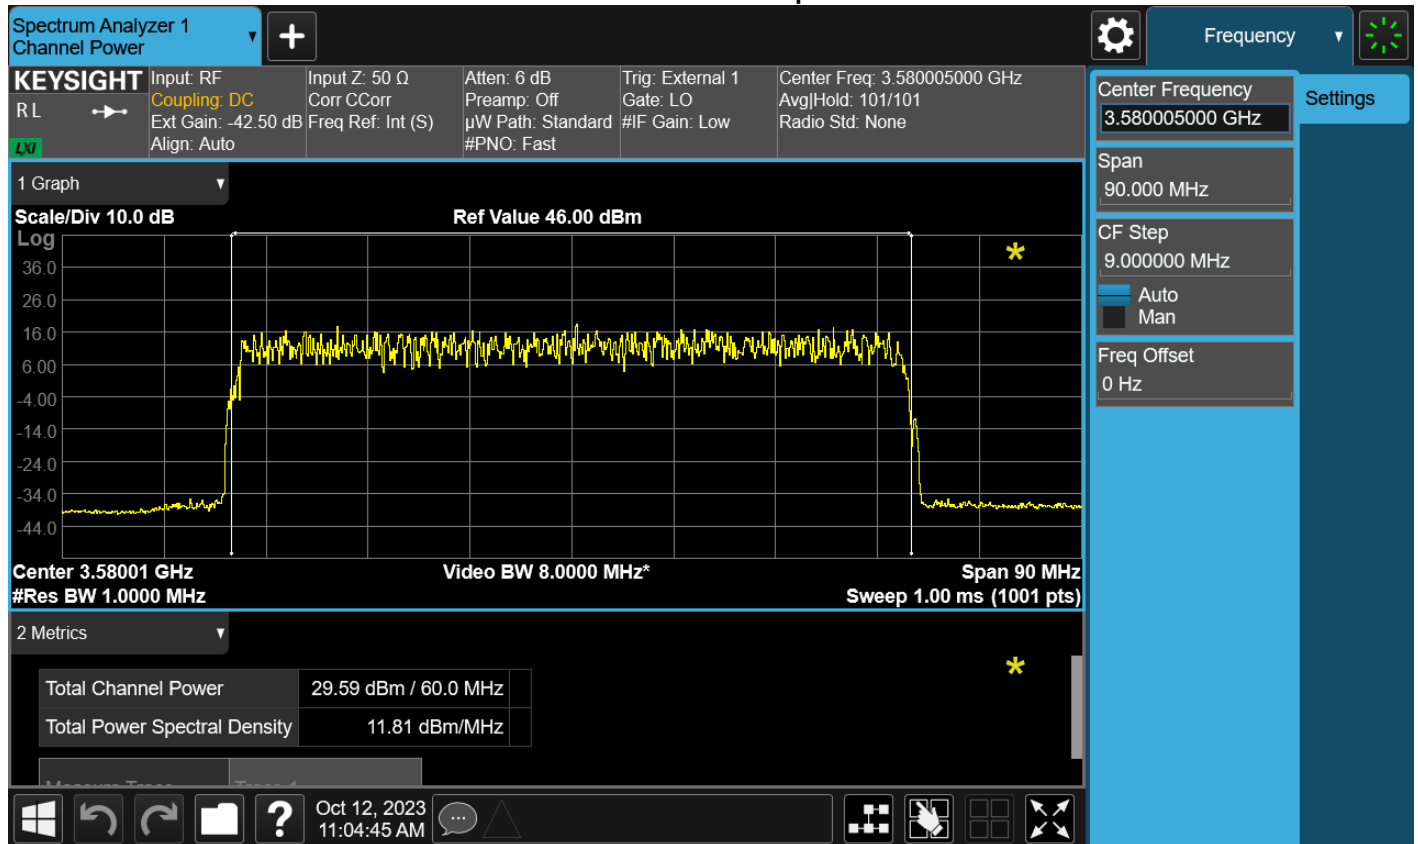 Spectrum Analyzer 1
Channel Power
Frequency
KEYSIGHT
R L
LXI
Input: RF
Coupling: DC
Ext Gain: -42.50 dB
Align: Auto
Input Z: 50 Ω
Corr CCorr
Freq Ref: Int (S)
Atten: 6 dB
Preamp: Off
µW Path: Standard
#PNO: Fast
Trig: External 1
Gate: LO
#IF Gain: Low
Center Freq: 3.580005000 GHz
Avg|Hold: 101/101
Radio Std: None
Center Frequency
3.580005000 GHz
Settings
Span
90.000 MHz
CF Step
9.000000 MHz
Auto
Man
Freq Offset
0 Hz
1 Graph
Scale/Div 10.0 dB
Ref Value 46.00 dBm
Log
36.0
26.0
16.0
6.00
-4.00
-14.0
-24.0
-34.0
-44.0
Center 3.58001 GHz
Video BW 8.0000 MHz*
Span 90 MHz
#Res BW 1.0000 MHz
Sweep 1.00 ms (1001 pts)
2 Metrics
Total Channel Power 29.59 dBm / 60.0 MHz
Total Power Spectral Density 11.81 dBm/MHz
Oct 12, 2023
11:04:45 AM